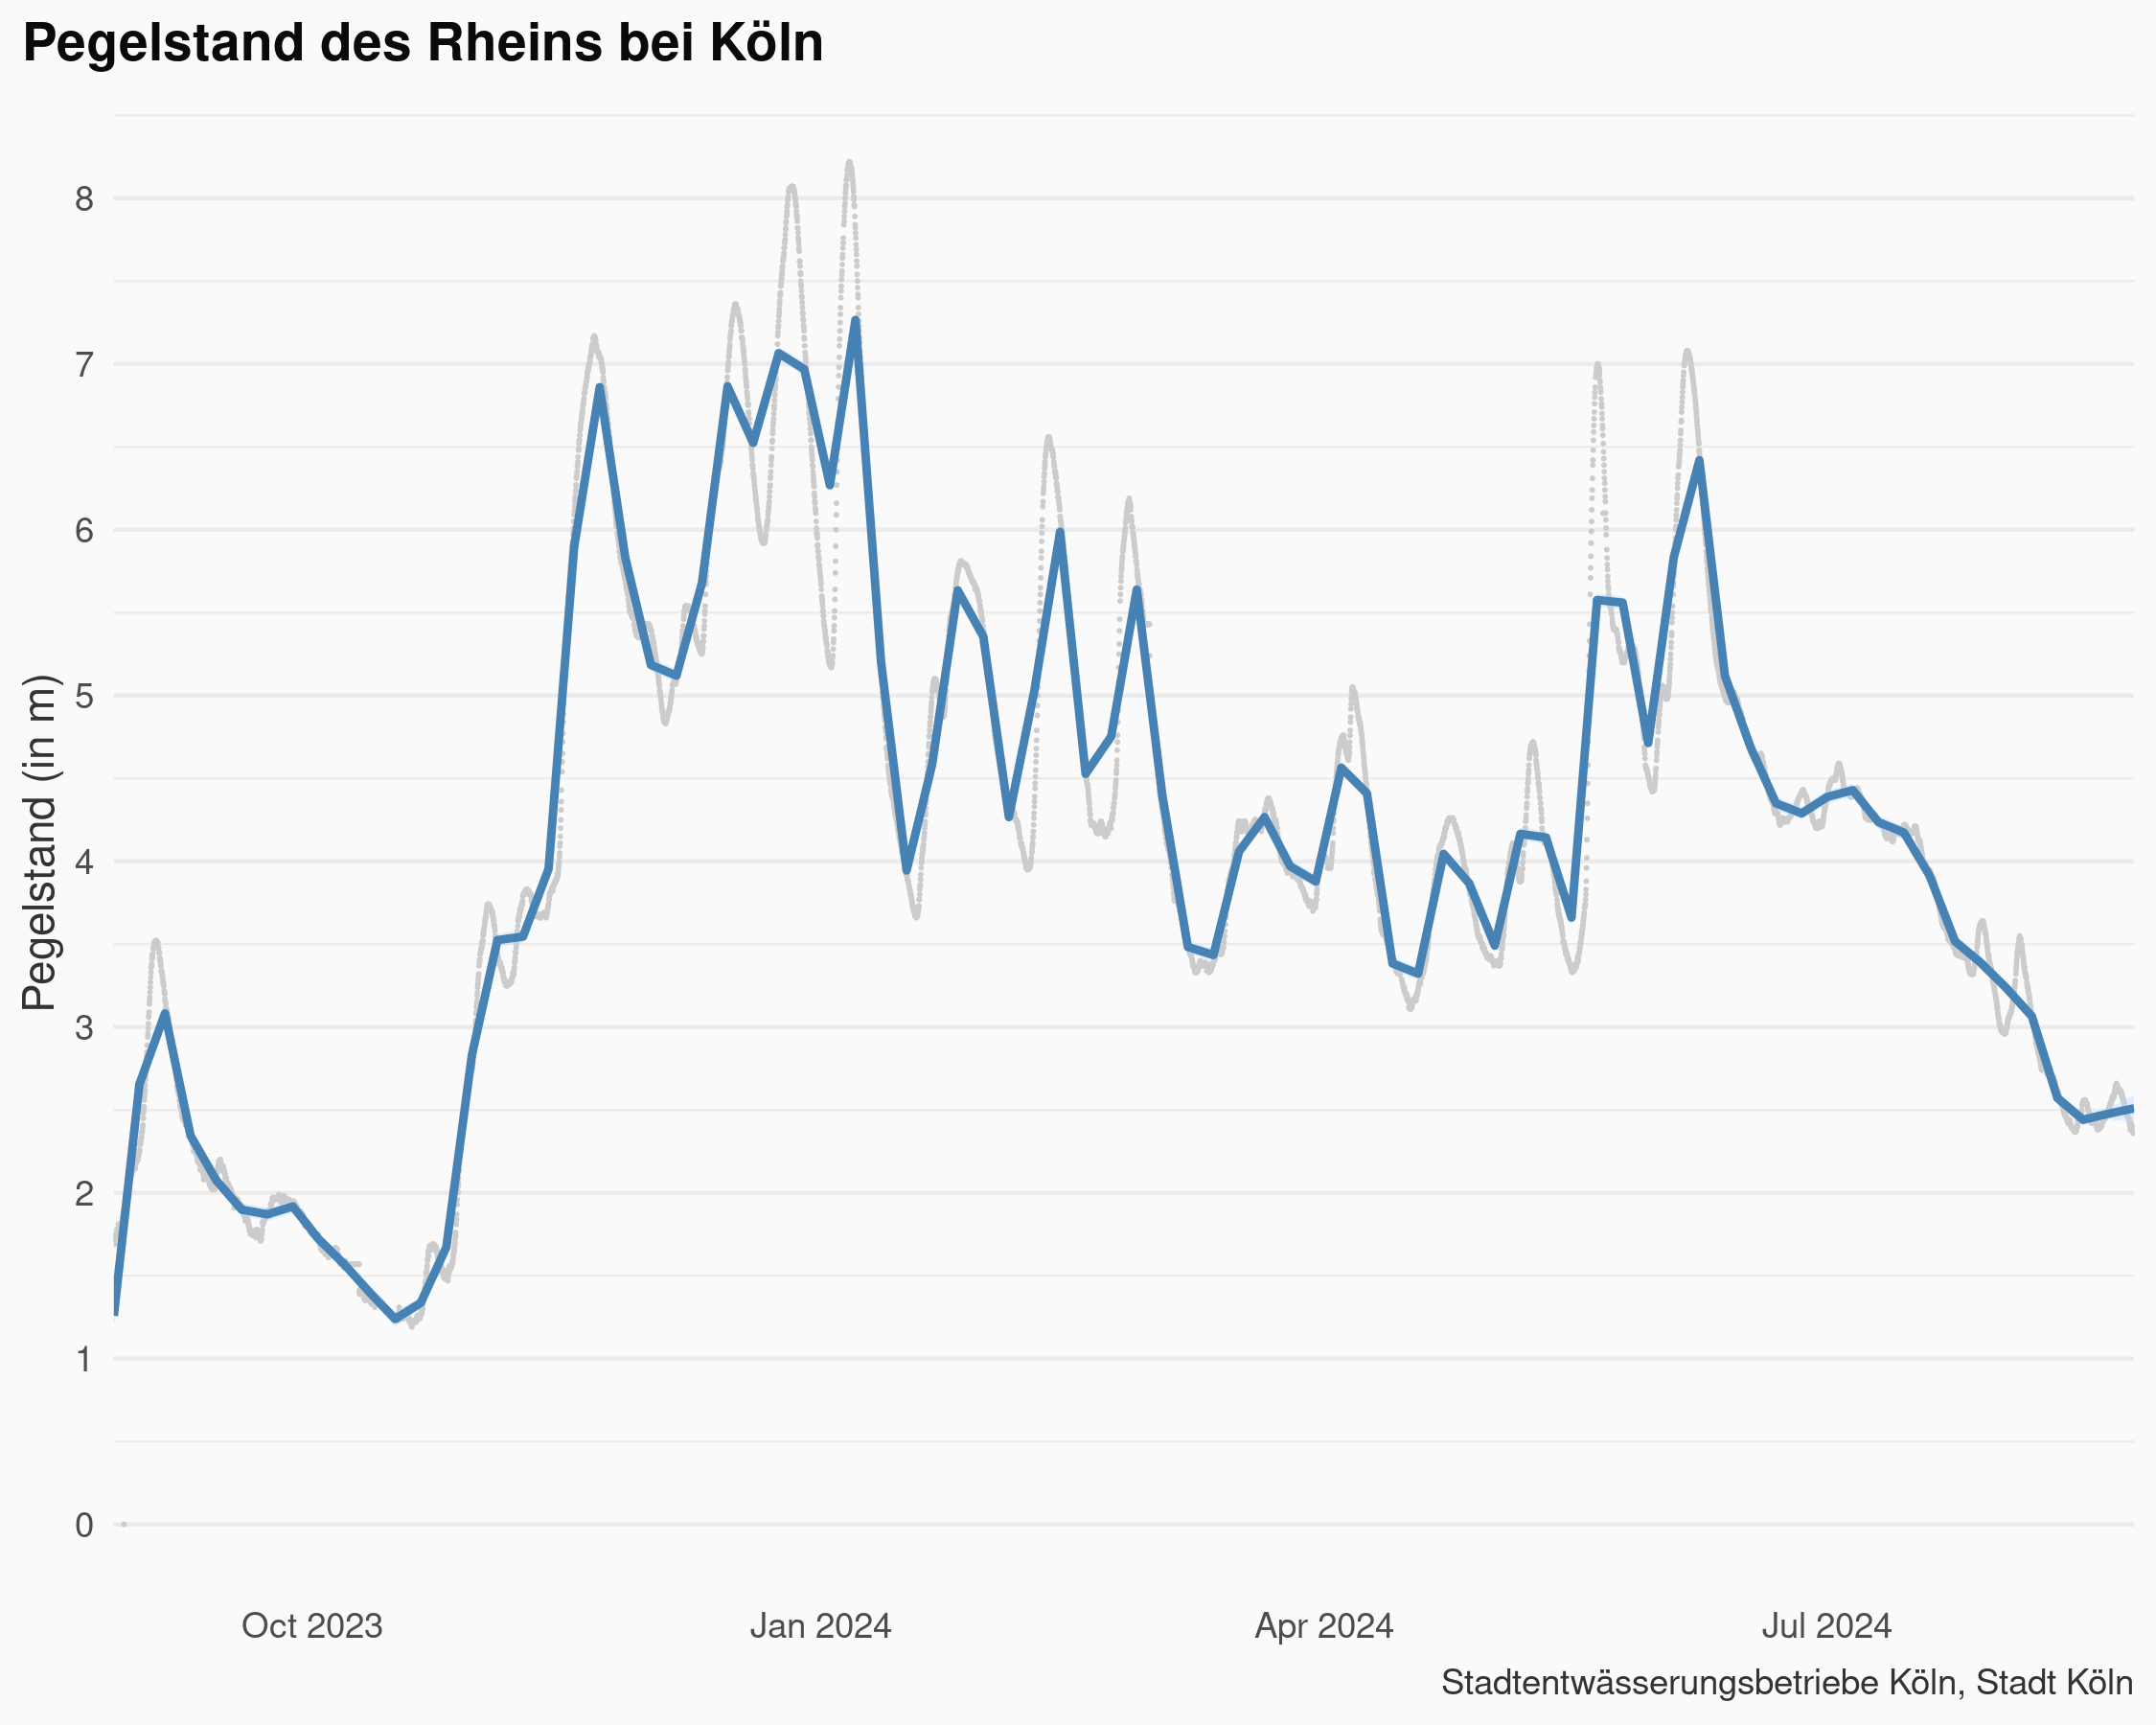 Pegelstand des Rheins bei Köln
Pegelstand (in m)
8
7
6
5
4
3
2
1
0
Oct 2023 Jan 2024 Apr 2024 Jul 2024
Stadtentwässerungsbetriebe Köln, Stadt Köln